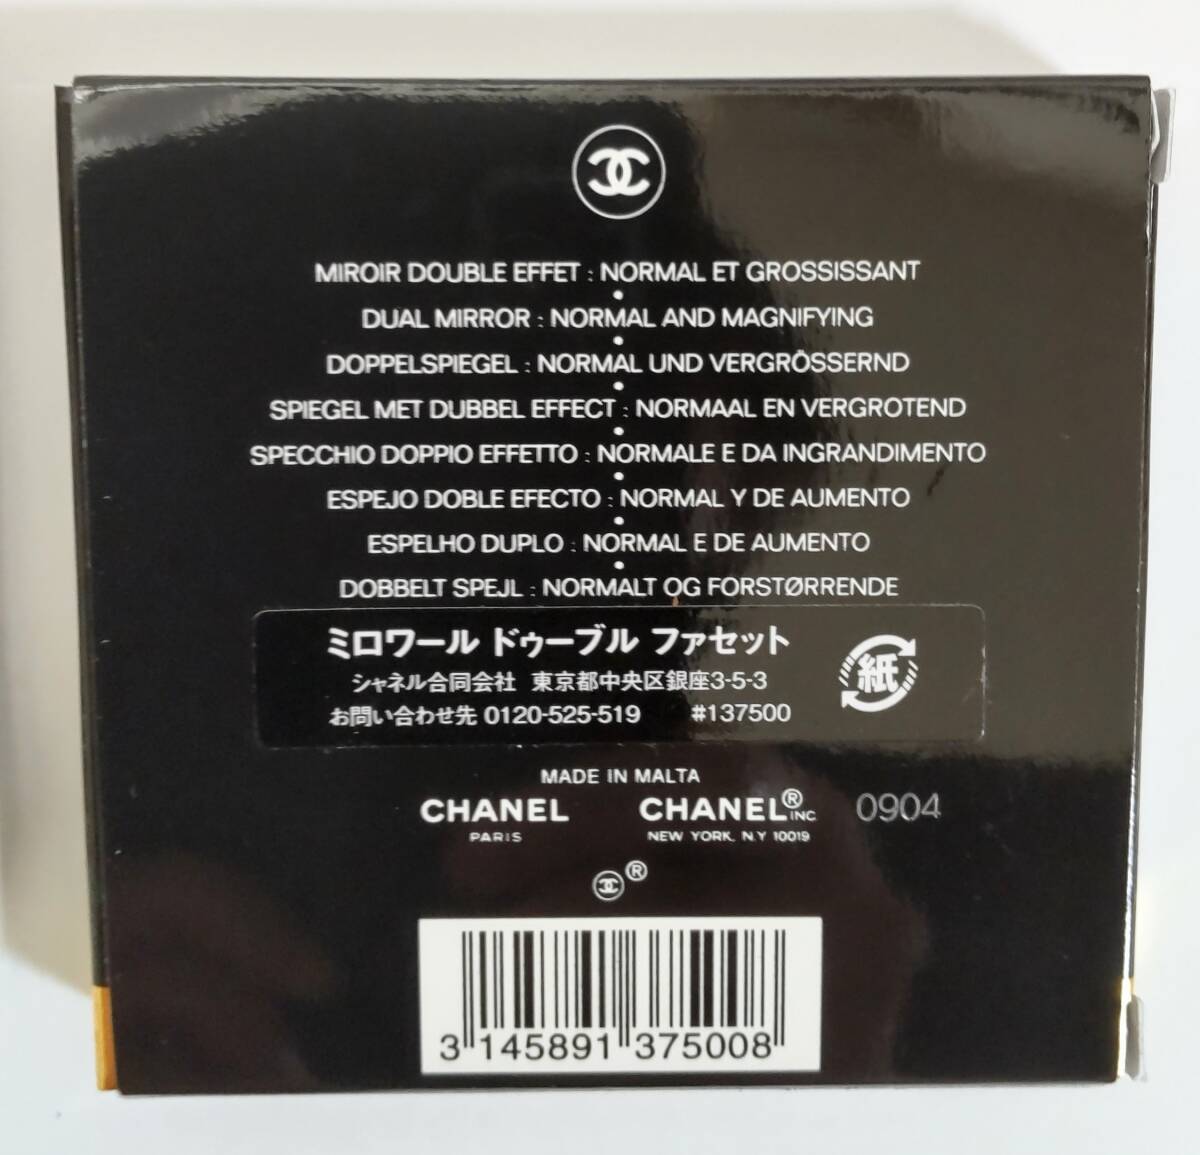 MIROIR DOUBLE EFFET : NORMAL ET GROSSISSANT
DUAL MIRROR : NORMAL AND MAGNIFYING
DOPPELSPIEGEL : NORMAL UND VERGRÖSSERND
SPIEGEL MET DUBBEL EFFECT : NORMAAL EN VERGROTEND
SPECCHIO DOPPIO EFFETTO : NORMALE E DA INGRANDIMENTO
ESPEJO DOBLE EFECTO : NORMAL Y DE AUMENTO
ESPELHO DUPLO : NORMAL E DE AUMENTO
DOBBELT SPEJL : NORMALT OG FORSTØRRENDE
ミロワール ドゥーブル ファセット
シャネル合同会社 東京都中央区銀座3-5-3
お問い合わせ先 0120-525-519 #137500
紙
MADE IN MALTA
CHANEL CHANEL® INC 0904
PARIS NEW YORK, N.Y 10019
®
3 145891 375008